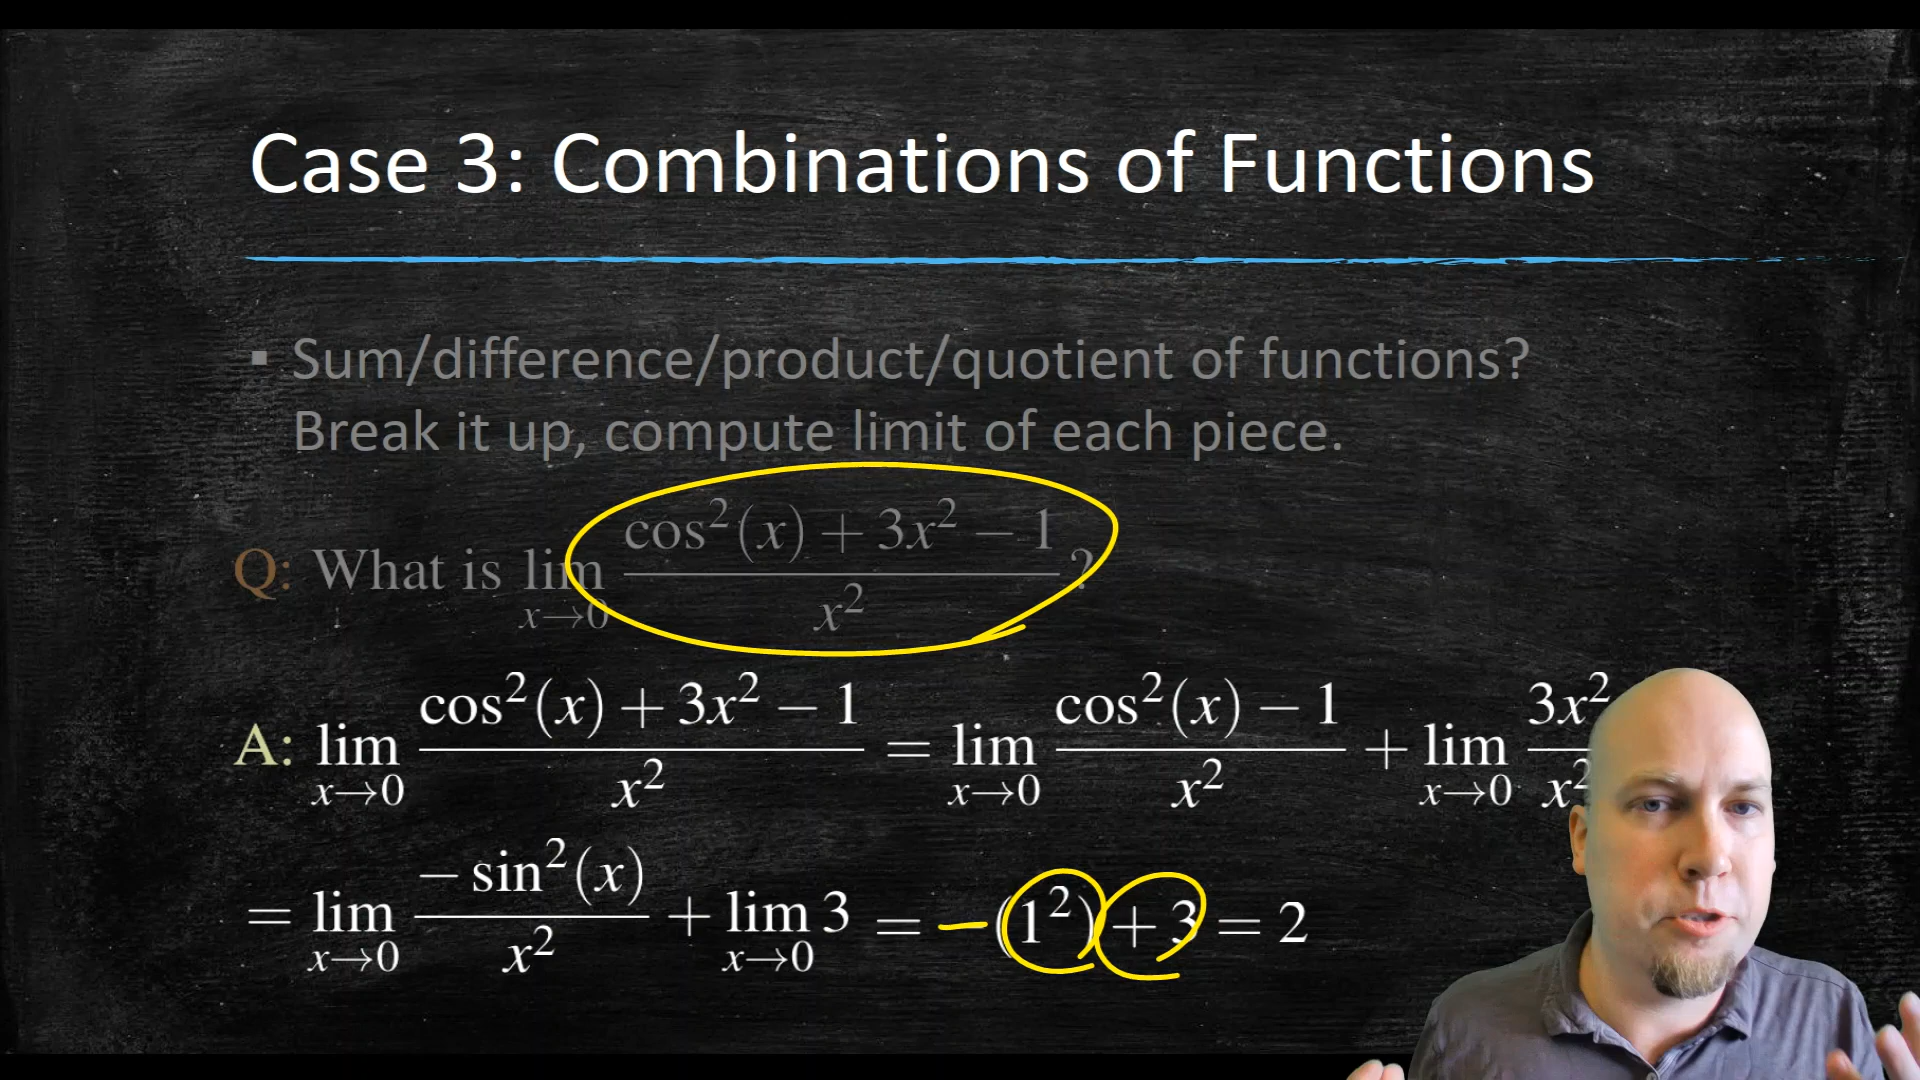 Case 3: Combinations of Functions
▪ Sum/difference/product/quotient of functions?
Break it up, compute limit of each piece.
Q: What is lim_{x→0} (cos²(x) + 3x² − 1)/x² ?
A: lim_{x→0} (cos²(x) + 3x² − 1)/x² = lim_{x→0} (cos²(x) − 1)/x² + lim_{x→0} 3x²/x²
= lim_{x→0} (− sin²(x))/x² + lim_{x→0} 3 = −(1²) + 3 = 2